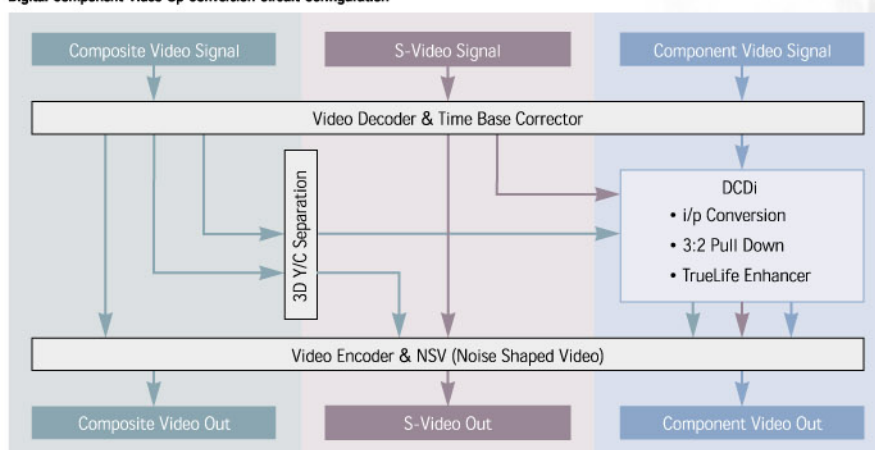 Digital Component Video Up Conversion Circuit Configuration
Composite Video Signal
S-Video Signal
Component Video Signal
Video Decoder & Time Base Corrector
3D Y/C Separation
DCDi
• i/p Conversion
• 3:2 Pull Down
• TrueLife Enhancer
Video Encoder & NSV (Noise Shaped Video)
Composite Video Out
S-Video Out
Component Video Out